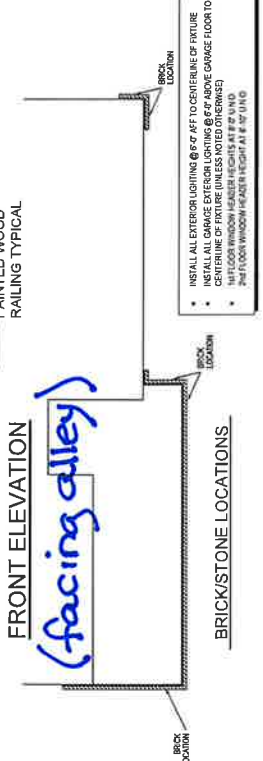 PAINTED WOOD
RAILING TYPICAL
FRONT ELEVATION
(facing alley)
BRICK
LOCATION
BRICK
LOCATION
BRICK
LOCATION
BRICK/STONE LOCATIONS
• INSTALL ALL EXTERIOR LIGHTING @ 6'-0" AFF TO CENTERLINE OF FIXTURE
• INSTALL ALL GARAGE EXTERIOR LIGHTING @ 6'-0" ABOVE GARAGE FLOOR TO
CENTERLINE OF FIXTURE (UNLESS NOTED OTHERWISE)
• 1st FLOOR WINDOW HEADER HEIGHTS AT 8'-0" U N O
2nd FLOOR WINDOW HEADER HEIGHT AT 8'-10" U N O